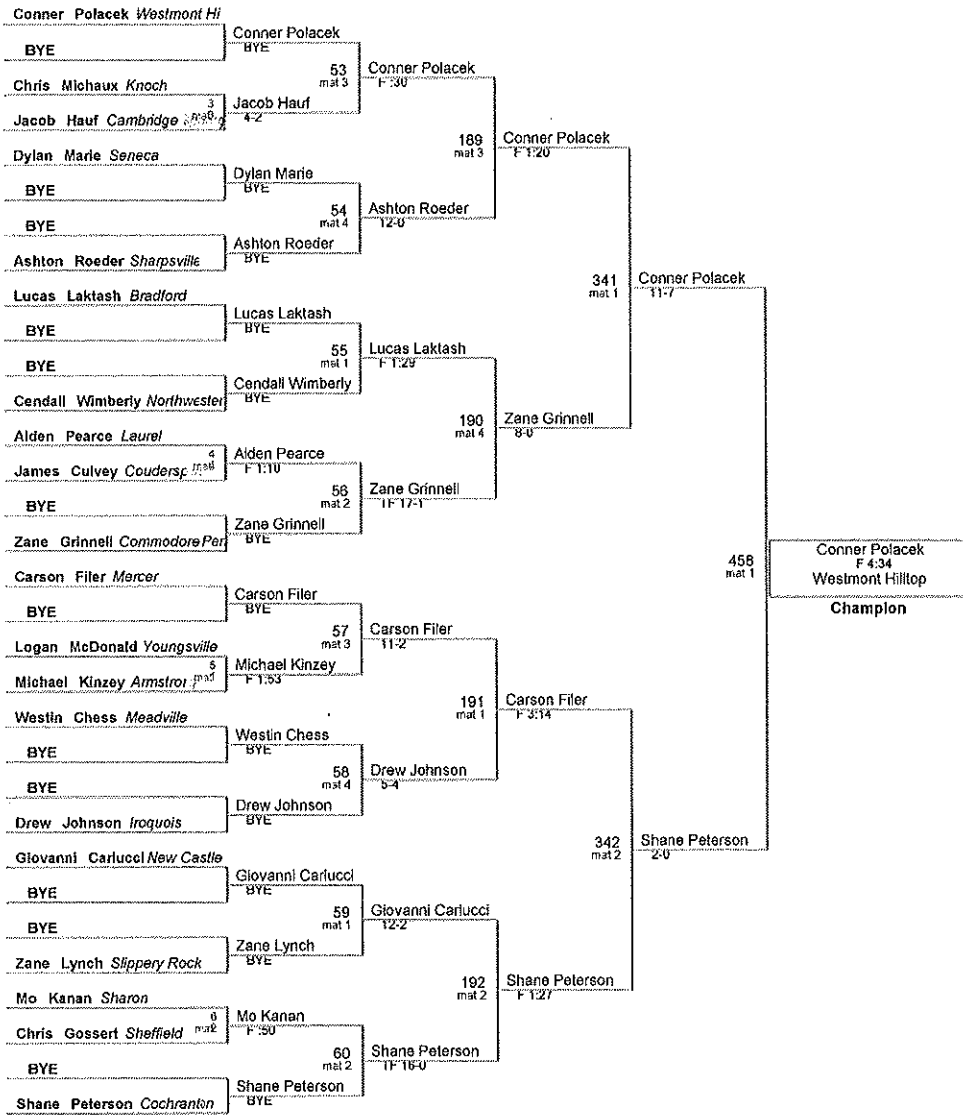 Conner Polacek Westmont Hi
BYE
Chris Michaux Knoch
3
Jacob Hauf Cambridge
Dylan Marie Seneca
BYE
BYE
Ashton Roeder Sharpsville
Lucas Laktash Bradford
BYE
BYE
Cendall Wimberly Northwester
Alden Pearce Laurel
4
James Culvey Coudersp
BYE
Zane Grinnell Commodore Per
Carson Filer Mercer
BYE
Logan McDonald Youngsville
5
Michael Kinzey Armstron
Westin Chess Meadville
BYE
BYE
Drew Johnson Iroquois
Giovanni Carlucci New Castle
BYE
BYE
Zane Lynch Slippery Rock
Mo Kanan Sharon
6
Chris Gossert Sheffield
BYE
Shane Peterson Cochranton
Conner Polacek
BYE
53
mat 3
Jacob Hauf
4-2
Dylan Marie
BYE
54
mat 4
Ashton Roeder
BYE
Lucas Laktash
BYE
55
mat 1
Cendall Wimberly
BYE
Alden Pearce
F 1:10
56
mat 2
Zane Grinnell
BYE
Carson Filer
BYE
57
mat 3
Michael Kinzey
F 1:53
Westin Chess
BYE
58
mat 4
Drew Johnson
BYE
Giovanni Carlucci
BYE
59
mat 1
Zane Lynch
BYE
Mo Kanan
F :50
60
mat 2
Shane Peterson
BYE
Conner Polacek
F :30
189
mat 3
Ashton Roeder
12-0
Lucas Laktash
F 1:29
190
mat 4
Zane Grinnell
TF 17-1
Carson Filer
11-2
191
mat 1
Drew Johnson
5-4
Giovanni Carlucci
12-2
192
mat 2
Shane Peterson
TF 16-0
Conner Polacek
F 1:20
341
mat 1
Zane Grinnell
8-0
Carson Filer
F 3:14
342
mat 2
Shane Peterson
F 1:27
Conner Polacek
11-7
458
mat 1
Shane Peterson
2-0
Conner Polacek
F 4:34
Westmont Hilltop
Champion